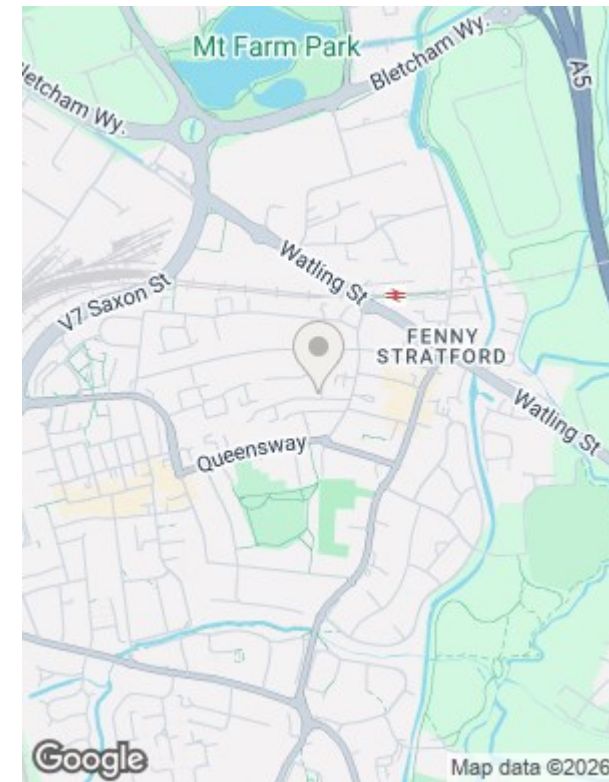 Mt Farm Park
Bletcham Wy.
A5
etcham Wy.
Watling St
V7 Saxon St
FENNY
STRATFORD
Watling St
Queensway
Google
Map data ©2026